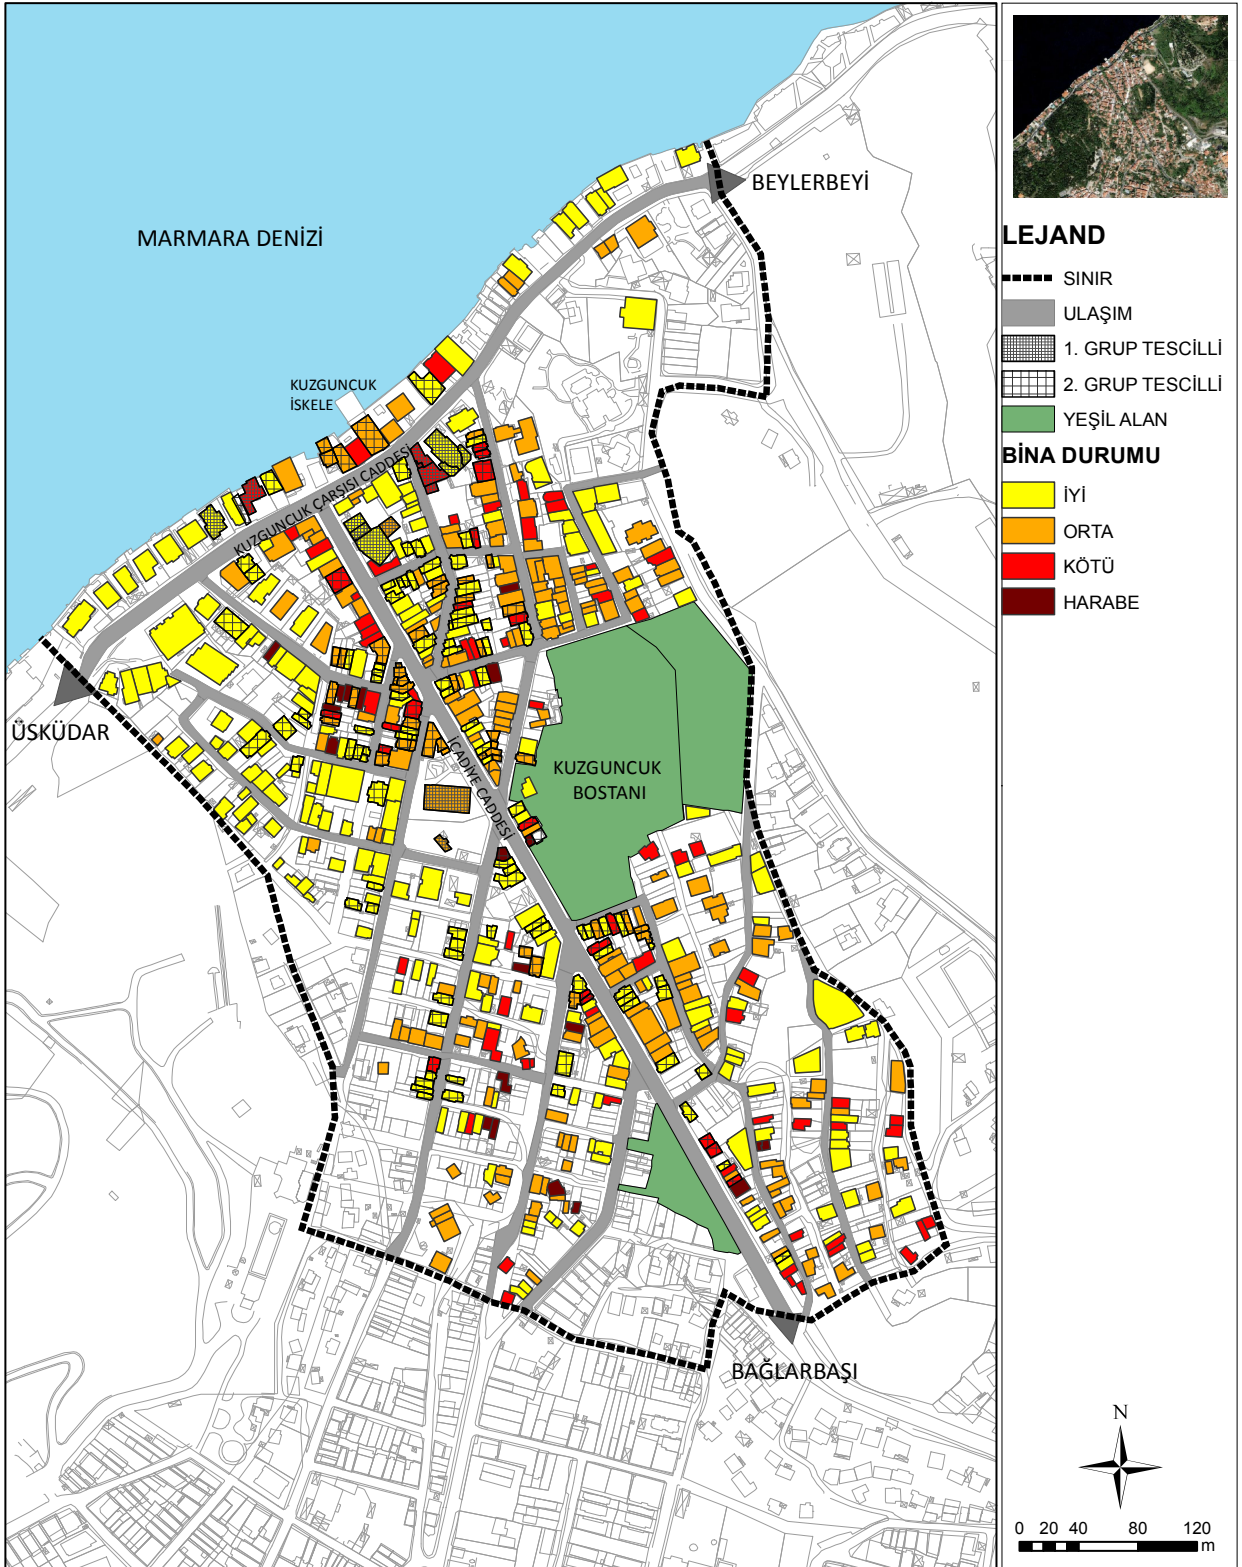 BEYLERBEYİ
MARMARA DENİZİ
KUZGUNCUK
İSKELE
KUZGUNCUK ÇARŞISI CADDESİ
ÜSKÜDAR
İCADİYE CADDESİ
KUZGUNCUK
BOSTANI
BAĞLARBAŞI
LEJAND
SINIR
ULAŞIM
1. GRUP TESCİLLİ
2. GRUP TESCİLLİ
YEŞİL ALAN
BİNA DURUMU
İYİ
ORTA
KÖTÜ
HARABE
N
0 20 40 80 120
m